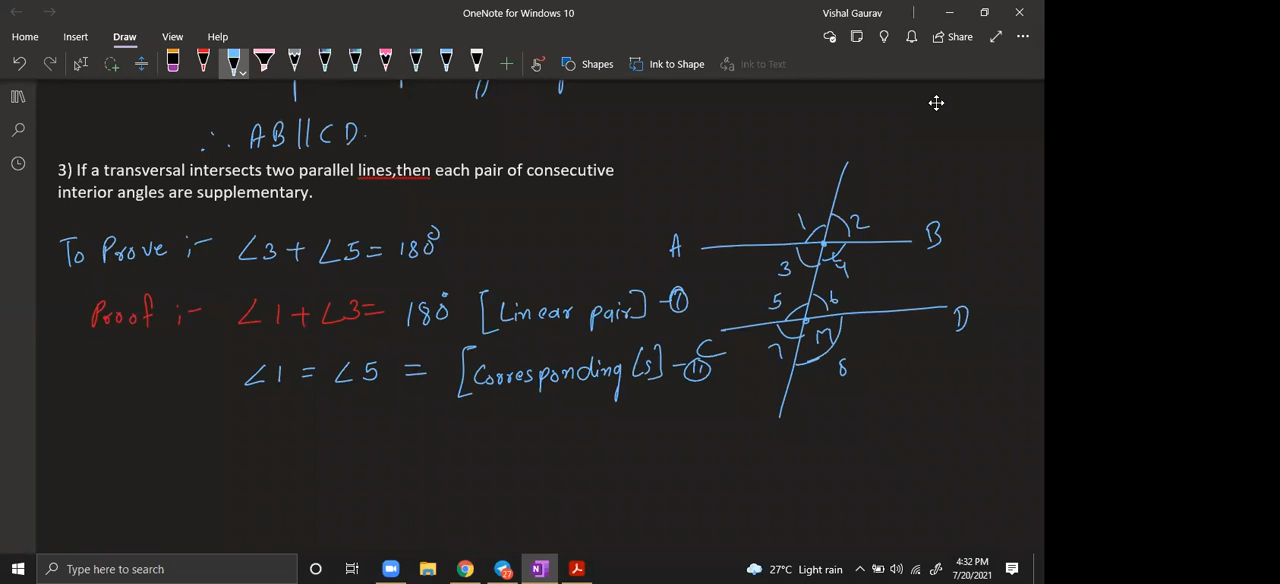 OneNote for Windows 10
Vishal Gaurav
Home Insert Draw View Help
Share
Shapes Ink to Shape Ink to Text
∴ AB || CD.
3) If a transversal intersects two parallel lines,then each pair of consecutive
interior angles are supplementary.
To Prove :- ∠3 + ∠5 = 180°
Proof :- ∠1 + ∠3 = 180° [Linear pair] - (I)
∠1 = ∠5 = [Corresponding ∠s] - (II)
1 2
A B
3 4
5 6
C D
7 M
8
Type here to search
27
27°C Light rain
4:32 PM
7/20/2021